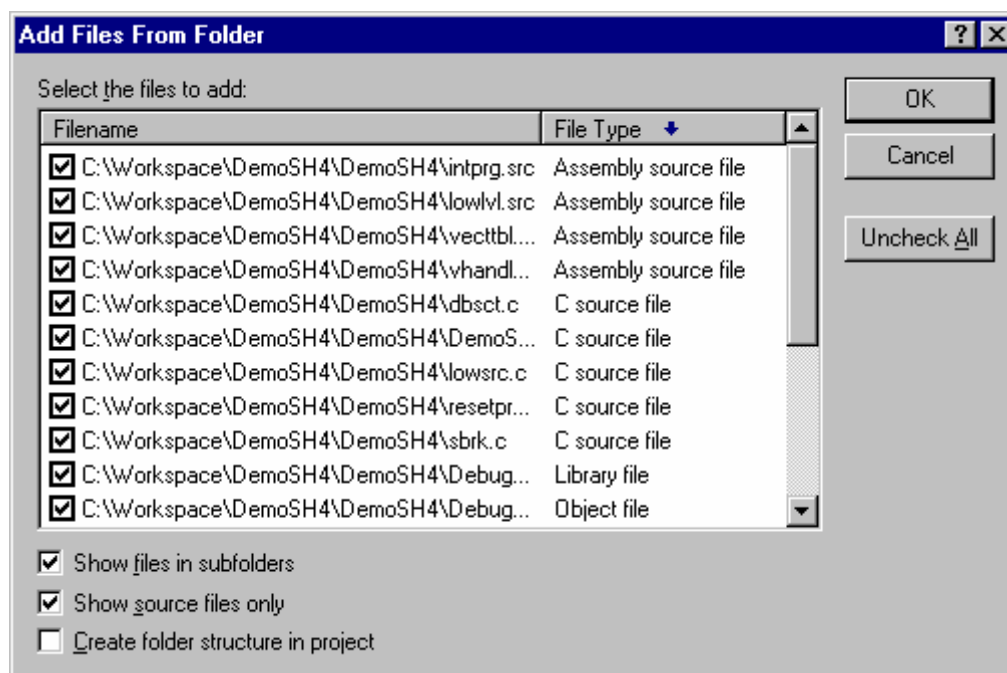 Add Files From Folder
Select the files to add:
Filename File Type
C:\Workspace\DemoSH4\DemoSH4\intprg.src Assembly source file
C:\Workspace\DemoSH4\DemoSH4\lowlvl.src Assembly source file
C:\Workspace\DemoSH4\DemoSH4\vecttbl.... Assembly source file
C:\Workspace\DemoSH4\DemoSH4\vhandl... Assembly source file
C:\Workspace\DemoSH4\DemoSH4\dbsct.c C source file
C:\Workspace\DemoSH4\DemoSH4\DemoS... C source file
C:\Workspace\DemoSH4\DemoSH4\lowsrc.c C source file
C:\Workspace\DemoSH4\DemoSH4\resetpr... C source file
C:\Workspace\DemoSH4\DemoSH4\sbrk.c C source file
C:\Workspace\DemoSH4\DemoSH4\Debug... Library file
C:\Workspace\DemoSH4\DemoSH4\Debug... Object file
Show files in subfolders
Show source files only
Create folder structure in project
OK
Cancel
Uncheck All